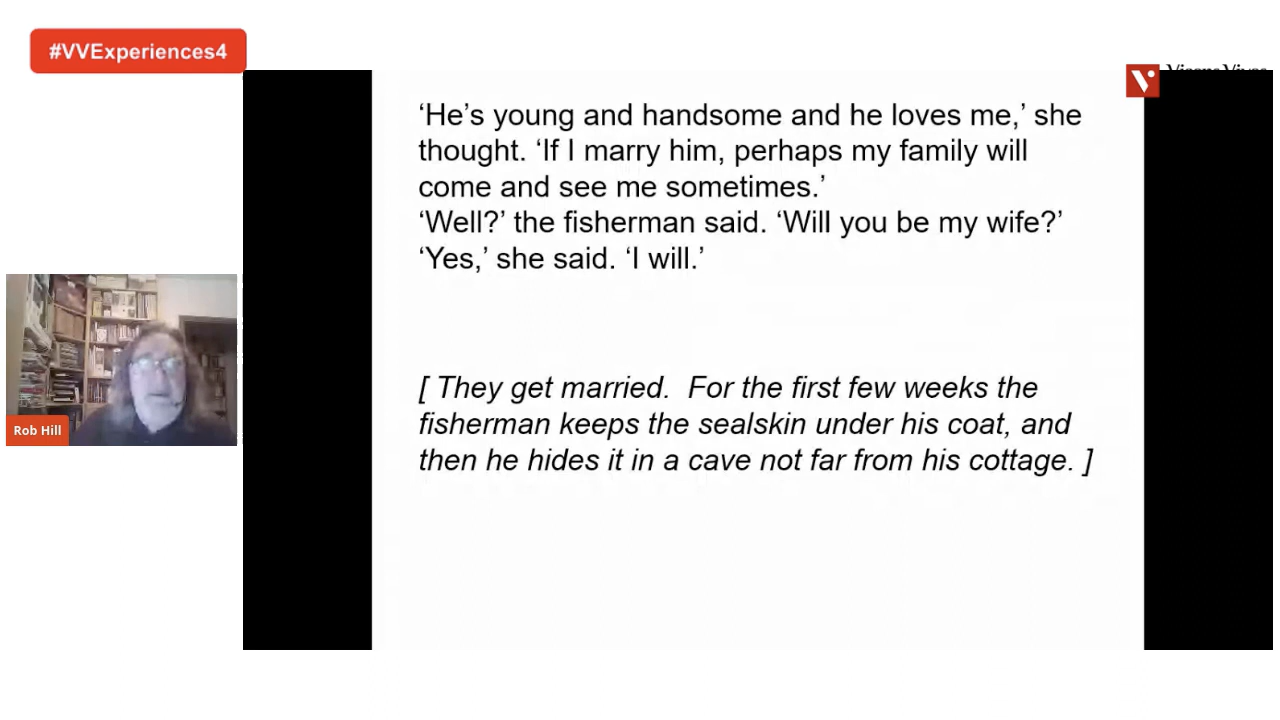 #VVExperiences4
‘He’s young and handsome and he loves me,’ she
thought. ‘If I marry him, perhaps my family will
come and see me sometimes.’
‘Well?’ the fisherman said. ‘Will you be my wife?’
‘Yes,’ she said. ‘I will.’
[ They get married.  For the first few weeks the
fisherman keeps the sealskin under his coat, and
then he hides it in a cave not far from his cottage. ]
Rob Hill